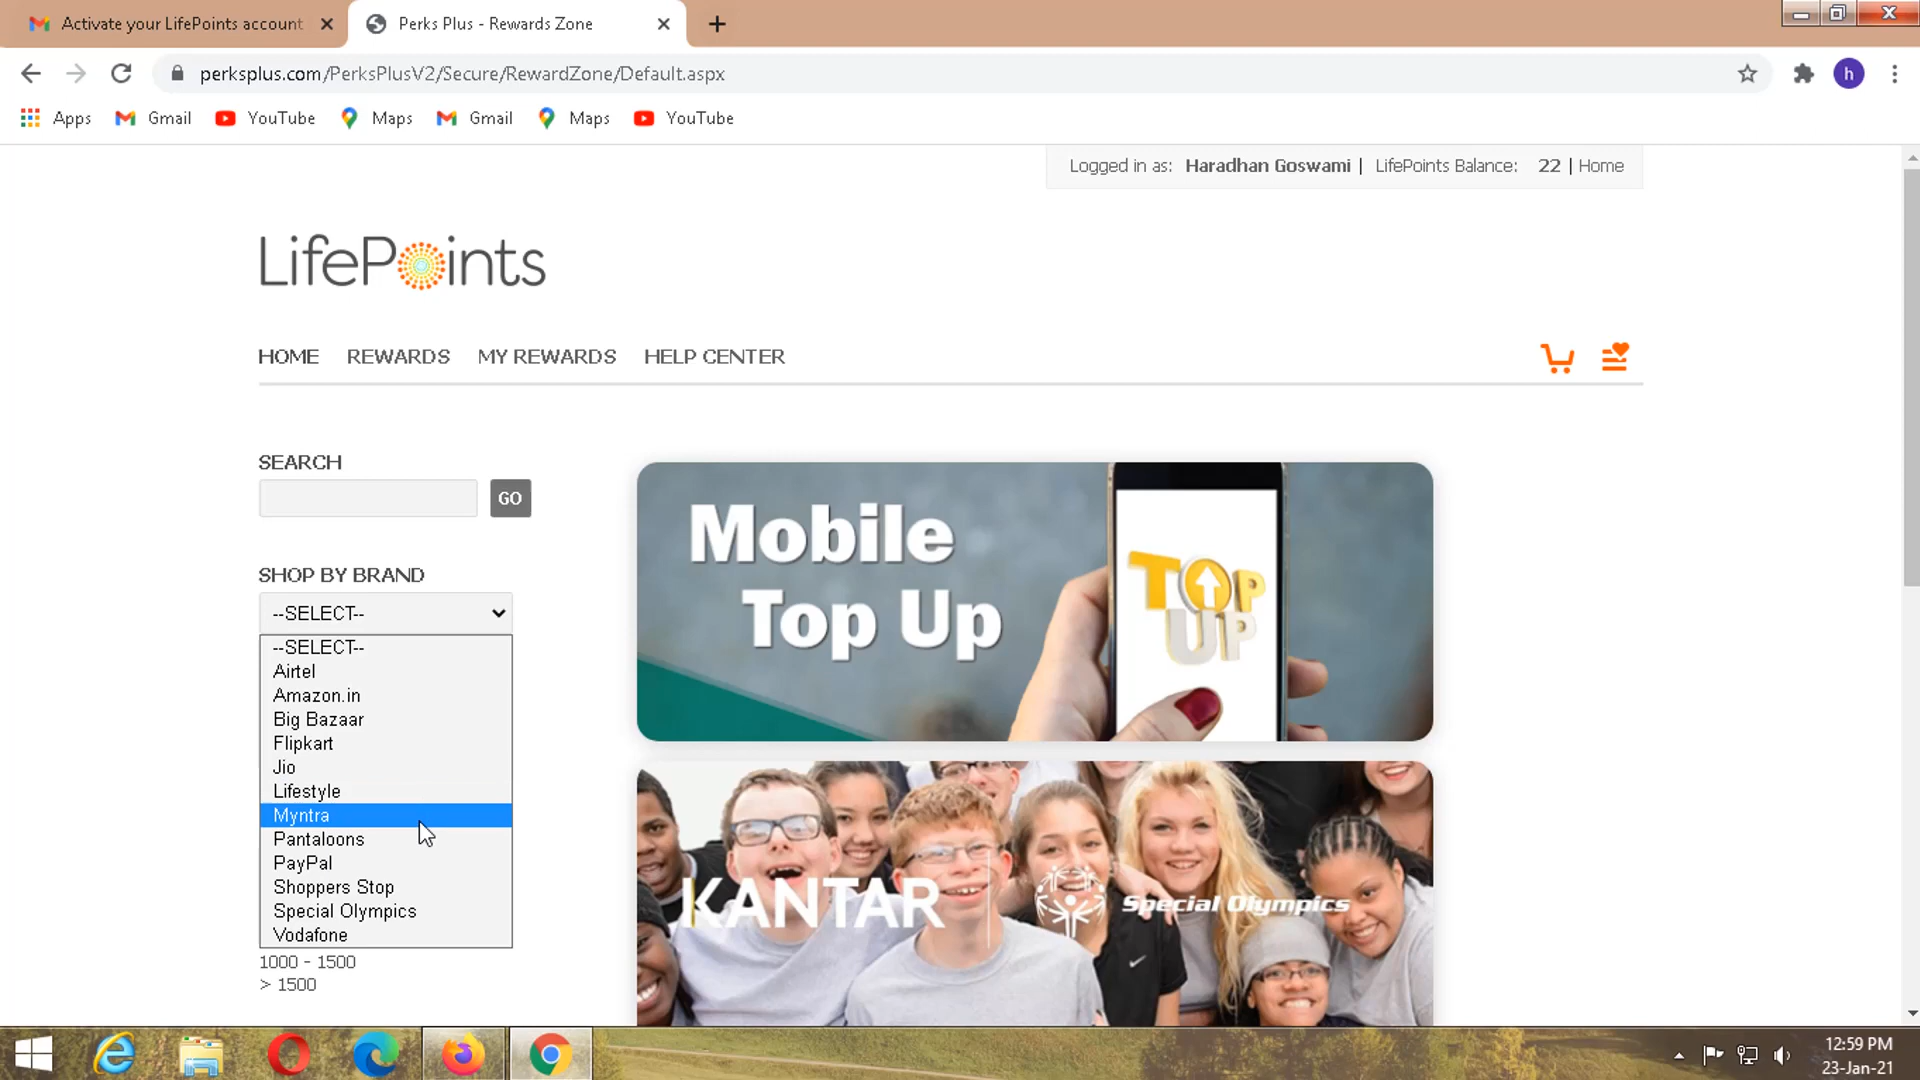 Activate your LifePoints account
Perks Plus - Rewards Zone
perksplus.com/PerksPlusV2/Secure/RewardZone/Default.aspx
h
Apps
Gmail
YouTube
Maps
Gmail
Maps
YouTube
Logged in as: Haradhan Goswami | LifePoints Balance: 22 | Home
LifePoints
HOME REWARDS MY REWARDS HELP CENTER
SEARCH
GO
SHOP BY BRAND
--SELECT--
--SELECT--
Airtel
Amazon.in
Big Bazaar
Flipkart
Jio
Lifestyle
Myntra
Pantaloons
PayPal
Shoppers Stop
Special Olympics
Vodafone
1000 - 1500
> 1500
Mobile
Top Up
TOP
UP
KANTAR
Special Olympics
12:59 PM
23-Jan-21